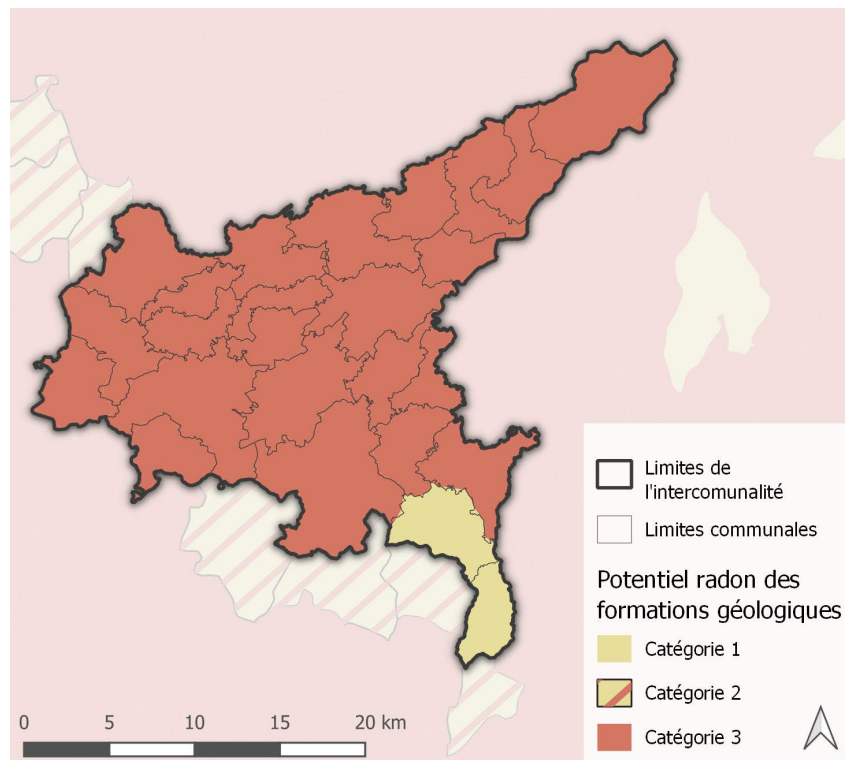 Limites de
l'intercomunalité
Limites communales
Potentiel radon des
formations géologiques
Catégorie 1
Catégorie 2
Catégorie 3
0 5 10 15 20 km